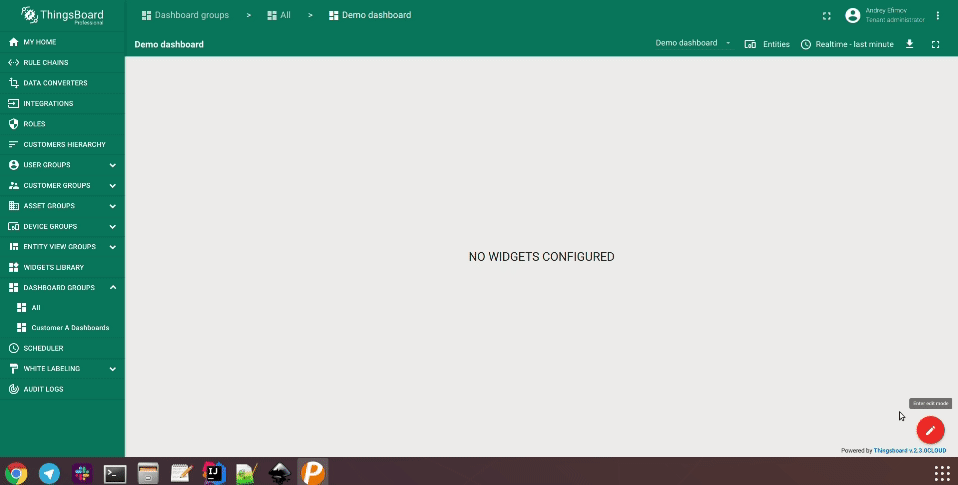 ThingsBoard
Professional
Dashboard groups > All > Demo dashboard
Andrey Efimov
Tenant administrator
Demo dashboard
Demo dashboard
Entities
Realtime - last minute
MY HOME
RULE CHAINS
DATA CONVERTERS
INTEGRATIONS
ROLES
CUSTOMERS HIERARCHY
USER GROUPS
CUSTOMER GROUPS
ASSET GROUPS
DEVICE GROUPS
ENTITY VIEW GROUPS
WIDGETS LIBRARY
DASHBOARD GROUPS
All
Customer A Dashboards
SCHEDULER
WHITE LABELING
AUDIT LOGS
NO WIDGETS CONFIGURED
Enter edit mode
Powered by Thingsboard v.2.3.0CLOUD